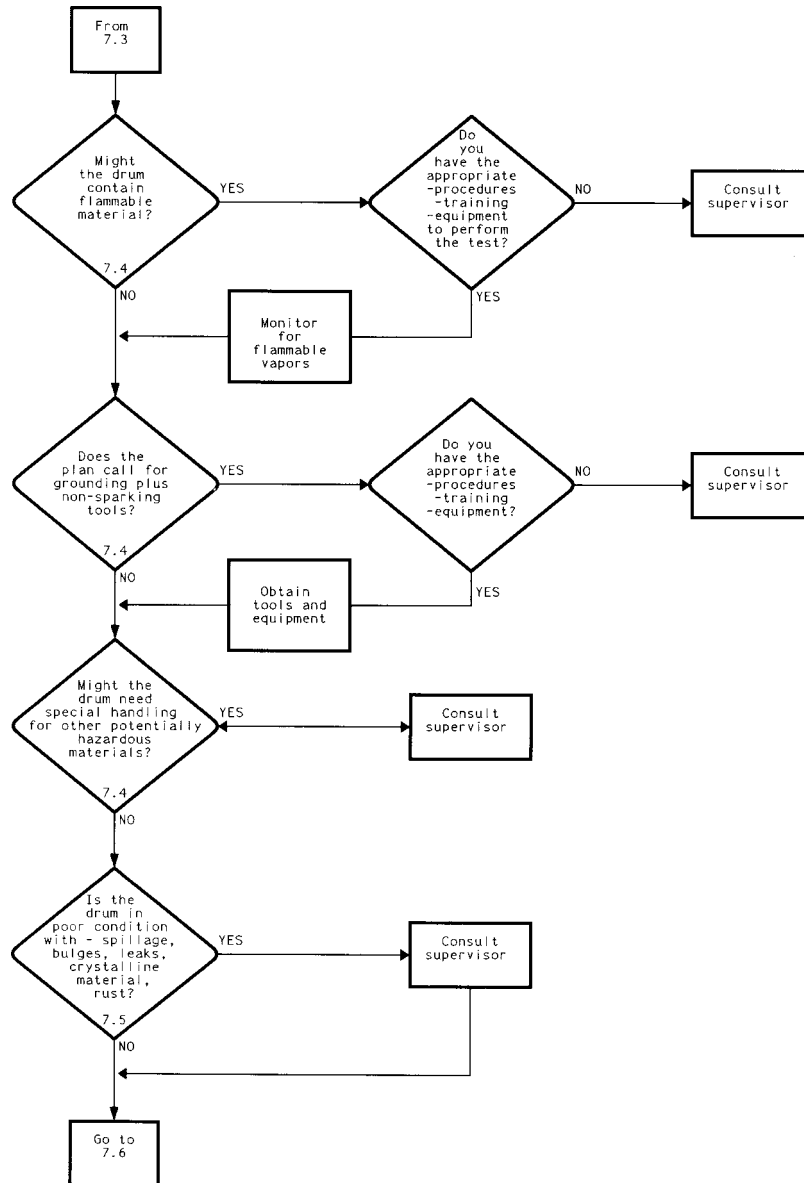 From
7.3
Might
the drum
contain
flammable
material?
7.4
YES
NO
Do
you
have the
appropriate
-procedures
-training
-equipment
to perform
the test?
NO
YES
Consult
supervisor
Monitor
for
flammable
vapors
Does the
plan call for
grounding plus
non-sparking
tools?
7.4
YES
NO
Do you
have the
appropriate
-procedures
-training
-equipment?
NO
YES
Consult
supervisor
Obtain
tools and
equipment
Might the
drum need
special handling
for other potentially
hazardous
materials?
7.4
YES
NO
Consult
supervisor
Is the
drum in
poor condition
with - spillage,
bulges, leaks,
crystalline
material,
rust?
7.5
YES
NO
Consult
supervisor
Go to
7.6